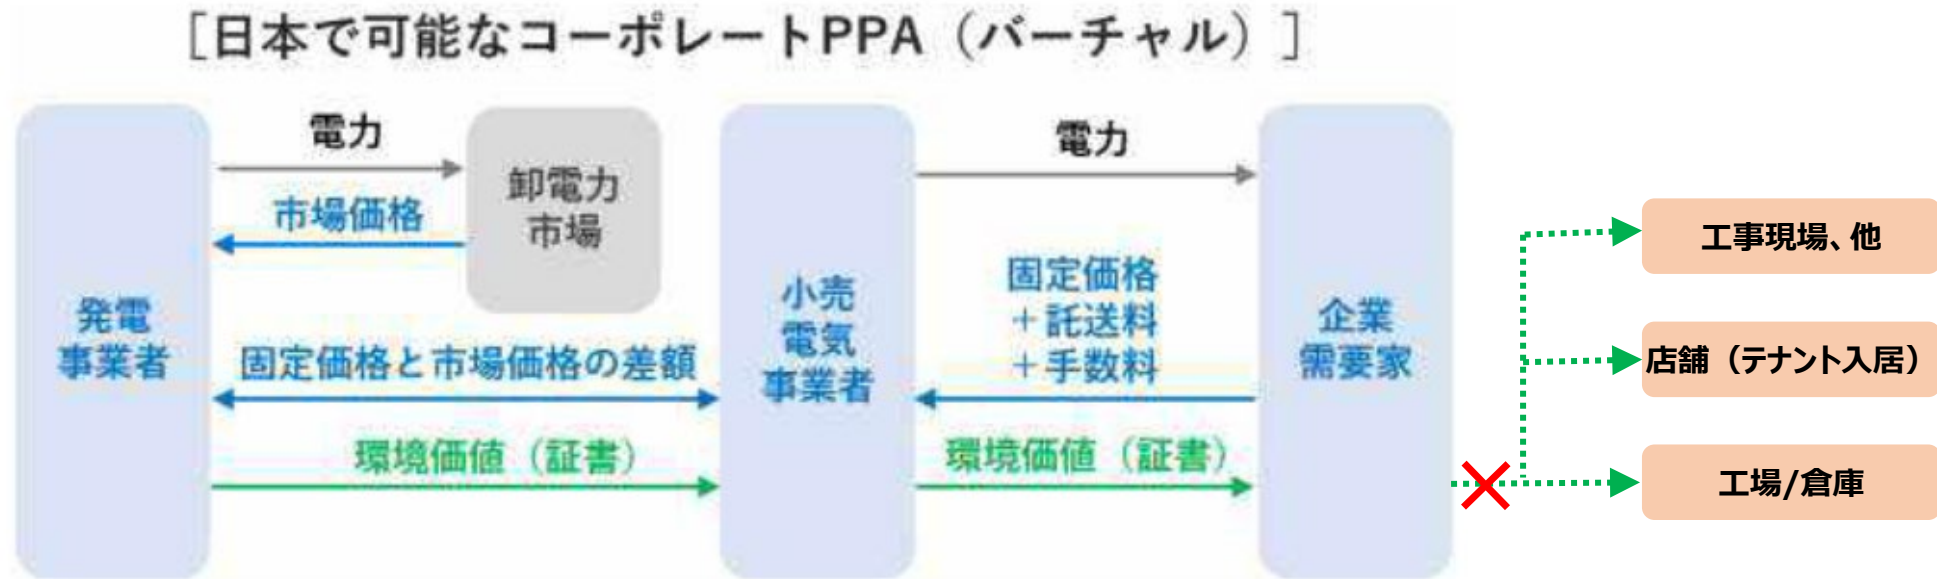 ［日本で可能なコーポレートPPA（バーチャル）］
電力
卸電力
市場
市場価格
発電
事業者
固定価格と市場価格の差額
環境価値（証書）
小売
電気
事業者
電力
固定価格
＋託送料
＋手数料
環境価値（証書）
企業
需要家
工事現場、他
店舗（テナント入居）
工場/倉庫